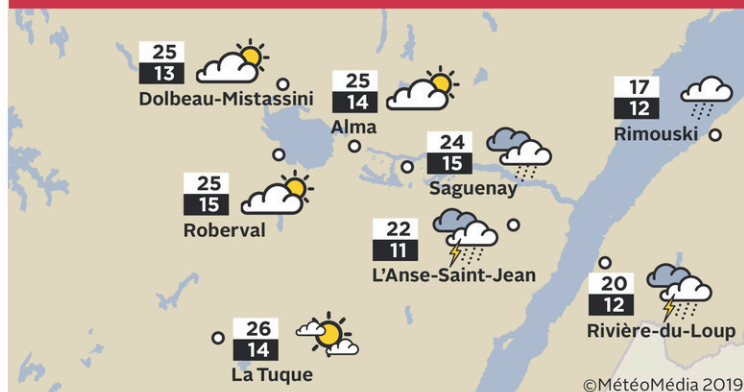 25
13
Dolbeau-Mistassini
25
14
Alma
17
12
Rimouski
24
15
Saguenay
25
15
Roberval
22
11
L'Anse-Saint-Jean
20
12
Rivière-du-Loup
26
14
La Tuque
©MétéoMédia 2019